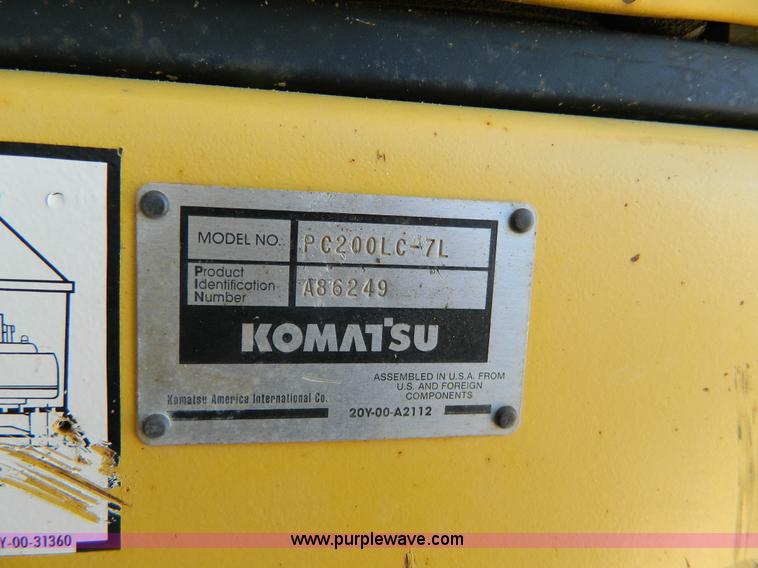 MODEL NO. PC200LC-7L
Product
Identification
Number
A86249
KOMATSU
ASSEMBLED IN U.S.A. FROM
U.S. AND FOREIGN
COMPONENTS
Komatsu America International Co.
20Y-00-A2112
Y-00-31360
www.purplewave.com